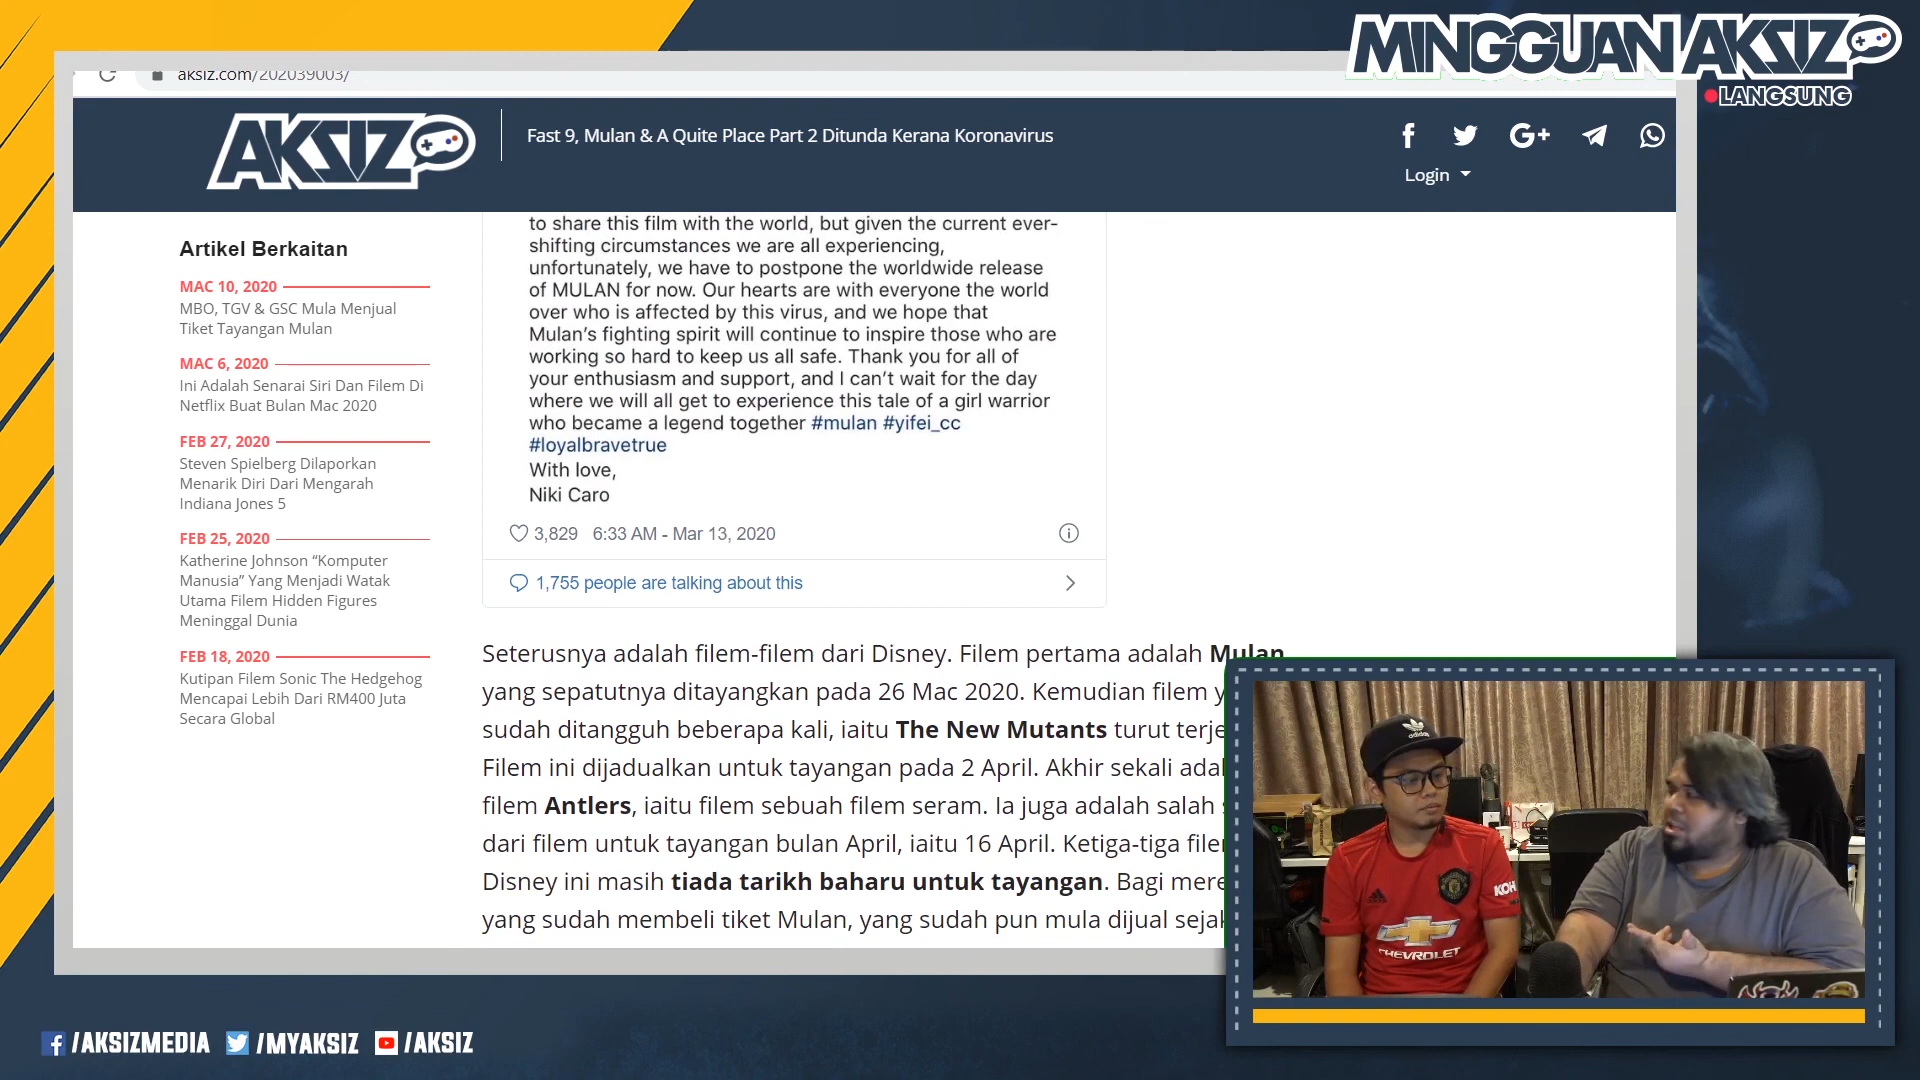 MINGGUAN AKSIZ
LANGSUNG
aksiz.com/202039003/
AKSIZ
Fast 9, Mulan & A Quite Place Part 2 Ditunda Kerana Koronavirus
G+
Login
Artikel Berkaitan
MAC 10, 2020
MBO, TGV & GSC Mula Menjual
Tiket Tayangan Mulan
MAC 6, 2020
Ini Adalah Senarai Siri Dan Filem Di
Netflix Buat Bulan Mac 2020
FEB 27, 2020
Steven Spielberg Dilaporkan
Menarik Diri Dari Mengarah
Indiana Jones 5
FEB 25, 2020
Katherine Johnson “Komputer
Manusia” Yang Menjadi Watak
Utama Filem Hidden Figures
Meninggal Dunia
FEB 18, 2020
Kutipan Filem Sonic The Hedgehog
Mencapai Lebih Dari RM400 Juta
Secara Global
to share this film with the world, but given the current ever-
shifting circumstances we are all experiencing,
unfortunately, we have to postpone the worldwide release
of MULAN for now. Our hearts are with everyone the world
over who is affected by this virus, and we hope that
Mulan’s fighting spirit will continue to inspire those who are
working so hard to keep us all safe. Thank you for all of
your enthusiasm and support, and I can’t wait for the day
where we will all get to experience this tale of a girl warrior
who became a legend together #mulan #yifei_cc
#loyalbravetrue
With love,
Niki Caro
3,829 6:33 AM - Mar 13, 2020
1,755 people are talking about this
Seterusnya adalah filem-filem dari Disney. Filem pertama adalah Mulan
yang sepatutnya ditayangkan pada 26 Mac 2020. Kemudian filem y
sudah ditangguh beberapa kali, iaitu The New Mutants turut terje
Filem ini dijadualkan untuk tayangan pada 2 April. Akhir sekali adal
filem Antlers, iaitu filem sebuah filem seram. Ia juga adalah salah s
dari filem untuk tayangan bulan April, iaitu 16 April. Ketiga-tiga filem
Disney ini masih tiada tarikh baharu untuk tayangan. Bagi mere
yang sudah membeli tiket Mulan, yang sudah pun mula dijual sejak
adidas
KOH
CHEVROLET
/AKSIZMEDIA /MYAKSIZ /AKSIZ